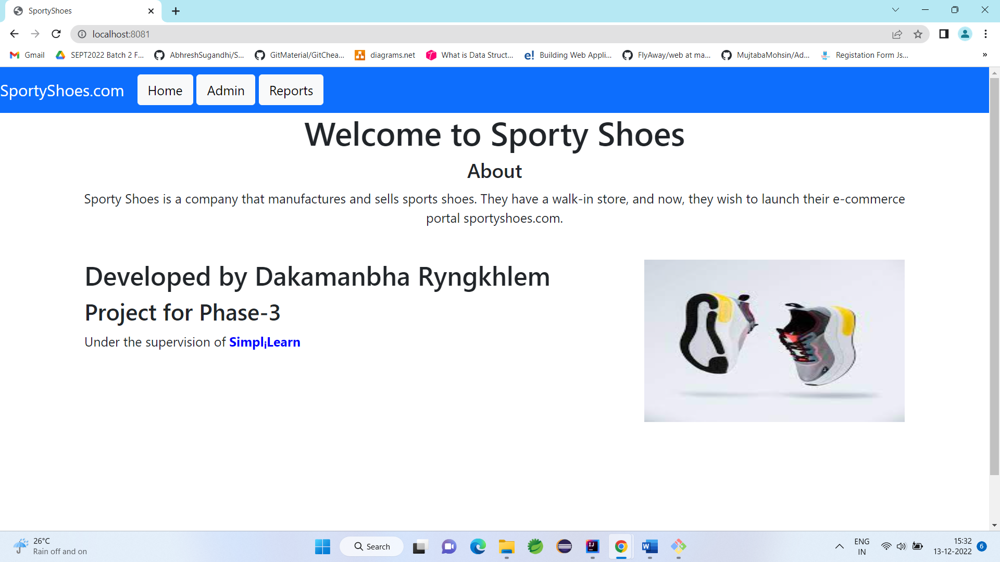 SportyShoes
localhost:8081
Gmail
SEPT2022 Batch 2 F...
AbhreshSugandhi/S...
GitMaterial/GitChea...
diagrams.net
What is Data Struct...
Building Web Appli...
FlyAway/web at ma...
MujtabaMohsin/Ad...
Registation Form Js...
»
SportyShoes.com
Home
Admin
Reports
Welcome to Sporty Shoes
About
Sporty Shoes is a company that manufactures and sells sports shoes. They have a walk-in store, and now, they wish to launch their e-commerce
portal sportyshoes.com.
Developed by Dakamanbha Ryngkhlem
Project for Phase-3
Under the supervision of SimpliLearn
26°C
Rain off and on
Search
ENG
IN
15:32
13-12-2022
6